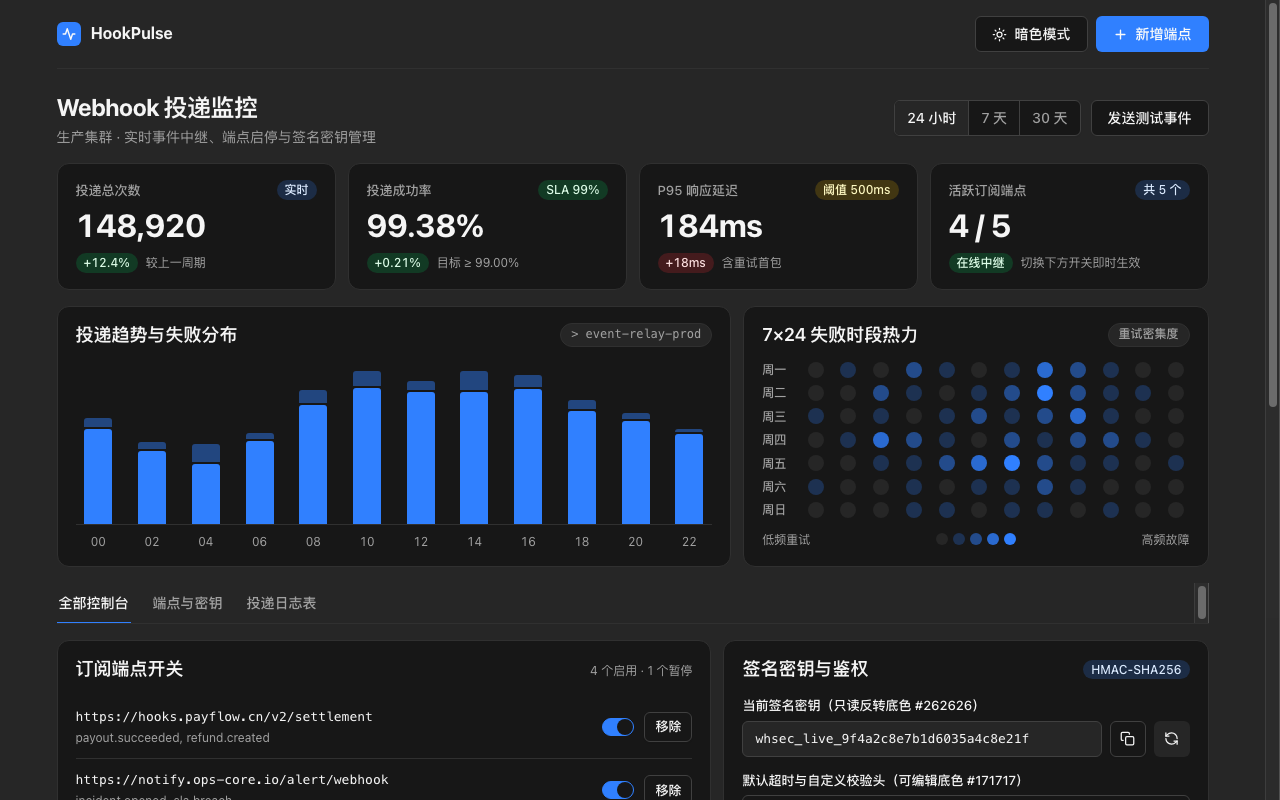 HookPulse
暗色模式
新增端点
Webhook 投递监控
生产集群 · 实时事件中继、端点启停与签名密钥管理
24 小时
7 天
30 天
发送测试事件
投递总次数
实时
148,920
+12.4%
较上一周期
投递成功率
SLA 99%
99.38%
+0.21%
目标 ≥ 99.00%
P95 响应延迟
阈值 500ms
184ms
+18ms
含重试首包
活跃订阅端点
共 5 个
4 / 5
在线中继
切换下方开关即时生效
投递趋势与失败分布
> event-relay-prod
00 02 04 06 08 10 12 14 16 18 20 22
7×24 失败时段热力
重试密集度
周一
周二
周三
周四
周五
周六
周日
低频重试
高频故障
全部控制台
端点与密钥
投递日志表
订阅端点开关
4 个启用 · 1 个暂停
https://hooks.payflow.cn/v2/settlement
payout.succeeded, refund.created
移除
https://notify.ops-core.io/alert/webhook
incident.opened, sla.breach
移除
签名密钥与鉴权
HMAC-SHA256
当前签名密钥（只读反转底色 #262626）
whsec_live_9f4a2c8e7b1d6035a4c8e21f
默认超时与自定义校验头（可编辑底色 #171717）